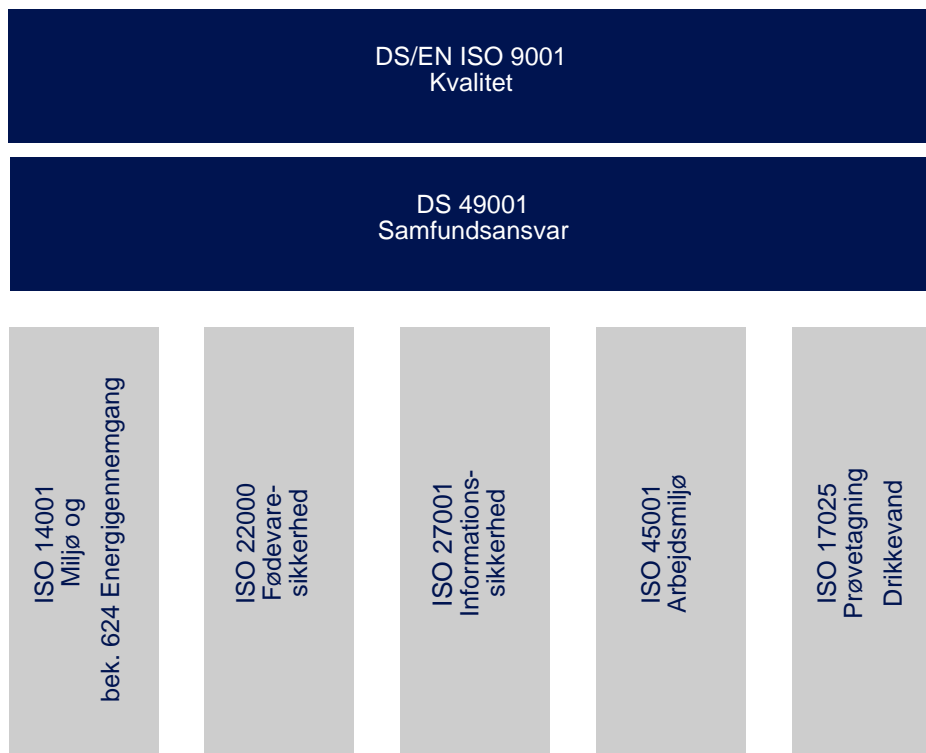 DS/EN ISO 9001
Kvalitet
DS 49001
Samfundsansvar
ISO 14001
Miljø og
bek. 624 Energigennemgang
ISO 22000
Fødevare-
sikkerhed
ISO 27001
Informations-
sikkerhed
ISO 45001
Arbejdsmiljø
ISO 17025
Prøvetagning
Drikkevand